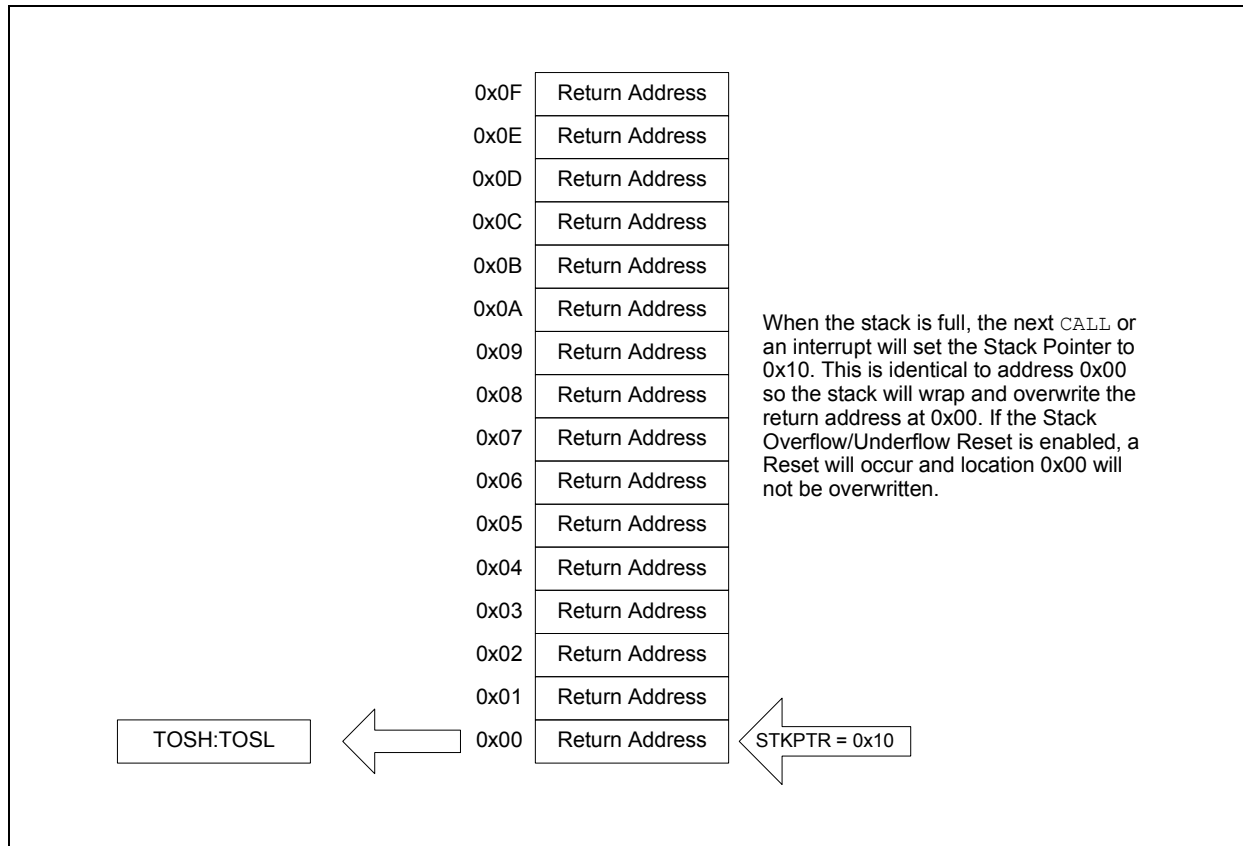 0x0F Return Address
0x0E Return Address
0x0D Return Address
0x0C Return Address
0x0B Return Address
0x0A Return Address
0x09 Return Address
0x08 Return Address
0x07 Return Address
0x06 Return Address
0x05 Return Address
0x04 Return Address
0x03 Return Address
0x02 Return Address
0x01 Return Address
TOSH:TOSL 0x00 Return Address STKPTR = 0x10
When the stack is full, the next CALL or
an interrupt will set the Stack Pointer to
0x10. This is identical to address 0x00
so the stack will wrap and overwrite the
return address at 0x00. If the Stack
Overflow/Underflow Reset is enabled, a
Reset will occur and location 0x00 will
not be overwritten.